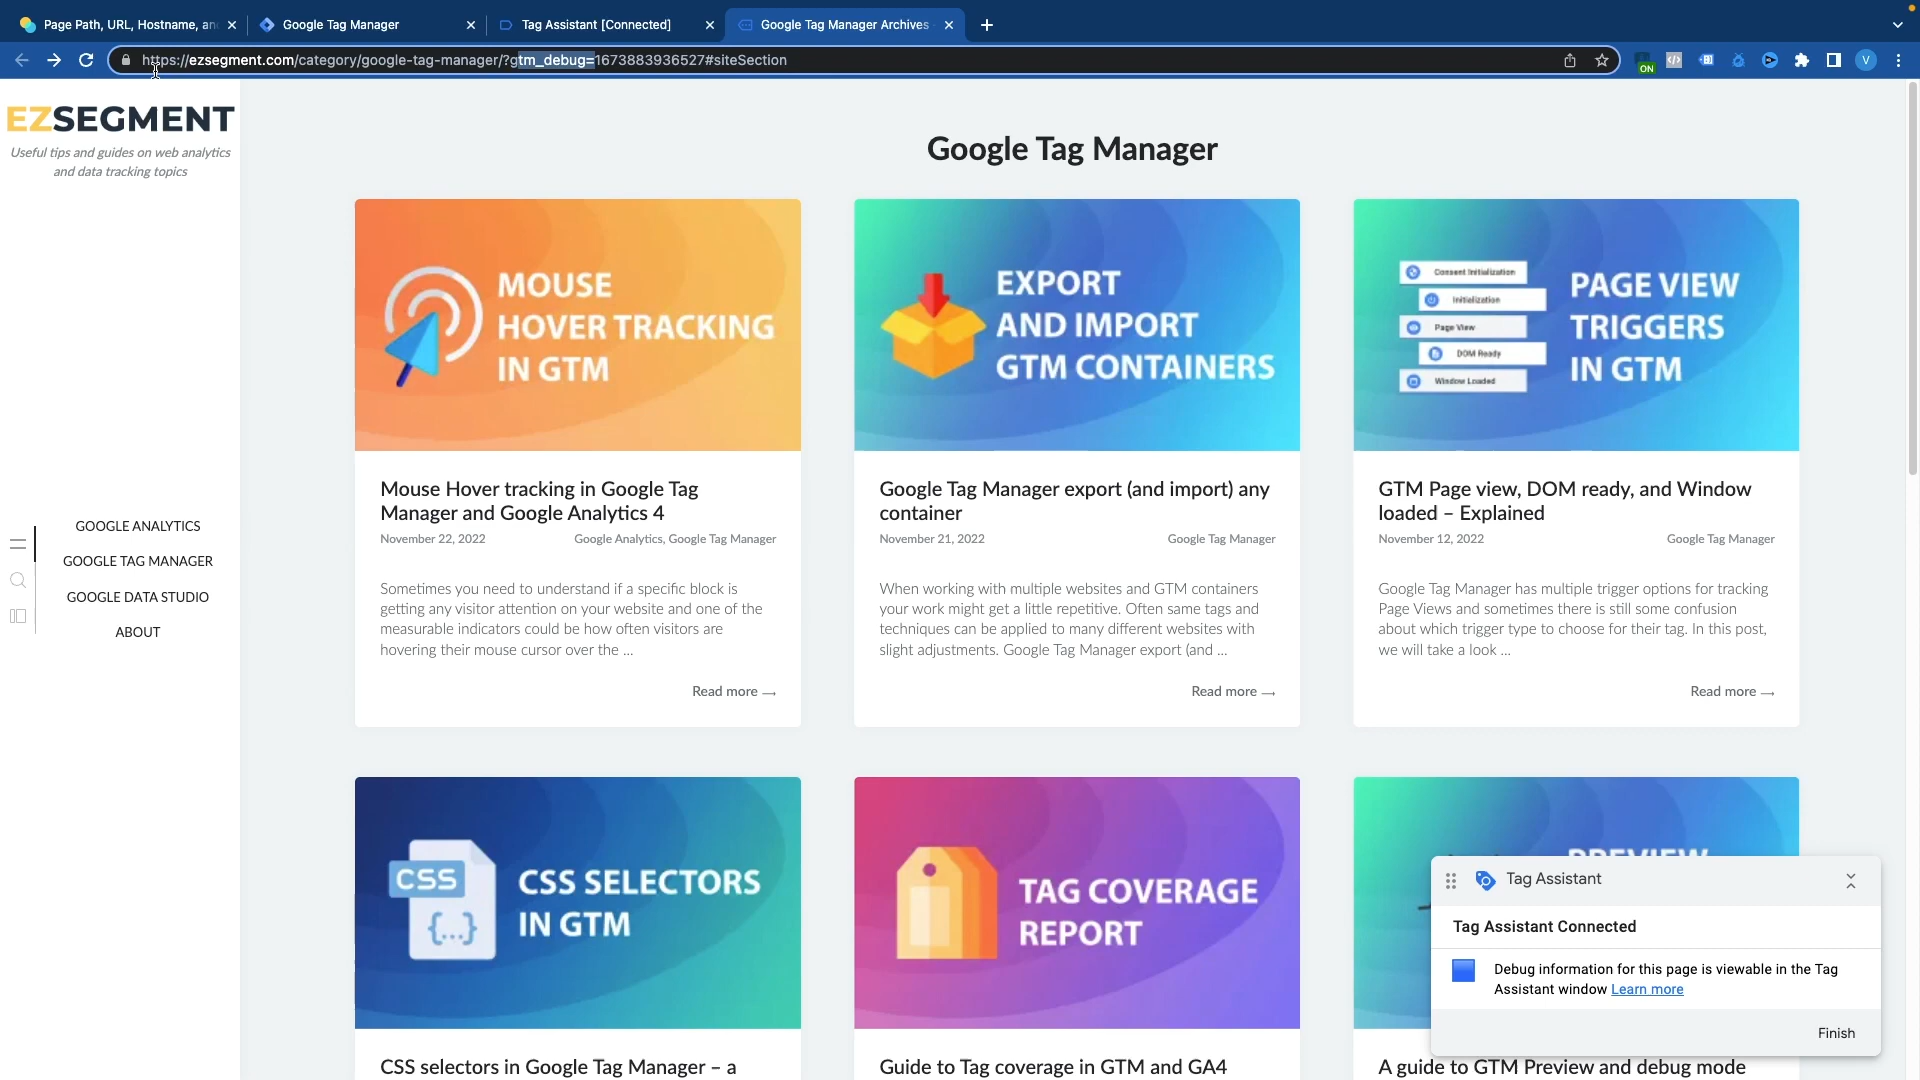 Page Path, URL, Hostname, an
Google Tag Manager
Tag Assistant [Connected]
Google Tag Manager Archives
https://ezsegment.com/category/google-tag-manager/?gtm_debug=1673883936527#siteSection
ON
V
EZSEGMENT
Useful tips and guides on web analytics
and data tracking topics
GOOGLE ANALYTICS
GOOGLE TAG MANAGER
GOOGLE DATA STUDIO
ABOUT
Google Tag Manager
MOUSE
HOVER TRACKING
IN GTM
Mouse Hover tracking in Google Tag
Manager and Google Analytics 4
November 22, 2022
Google Analytics, Google Tag Manager
Sometimes you need to understand if a specific block is
getting any visitor attention on your website and one of the
measurable indicators could be how often visitors are
hovering their mouse cursor over the ...
Read more →
EXPORT
AND IMPORT
GTM CONTAINERS
Google Tag Manager export (and import) any
container
November 21, 2022
Google Tag Manager
When working with multiple websites and GTM containers
your work might get a little repetitive. Often same tags and
techniques can be applied to many different websites with
slight adjustments. Google Tag Manager export (and ...
Read more →
Consent Initialization
Initialization
Page View
DOM Ready
Window Loaded
PAGE VIEW
TRIGGERS
IN GTM
GTM Page view, DOM ready, and Window
loaded – Explained
November 12, 2022
Google Tag Manager
Google Tag Manager has multiple trigger options for tracking
Page Views and sometimes there is still some confusion
about which trigger type to choose for their tag. In this post,
we will take a look ...
Read more →
CSS
{...}
CSS SELECTORS
IN GTM
CSS selectors in Google Tag Manager – a
TAG COVERAGE
REPORT
Guide to Tag coverage in GTM and GA4
PREVIEW
A guide to GTM Preview and debug mode
Tag Assistant
Tag Assistant Connected
Debug information for this page is viewable in the Tag
Assistant window Learn more
Finish